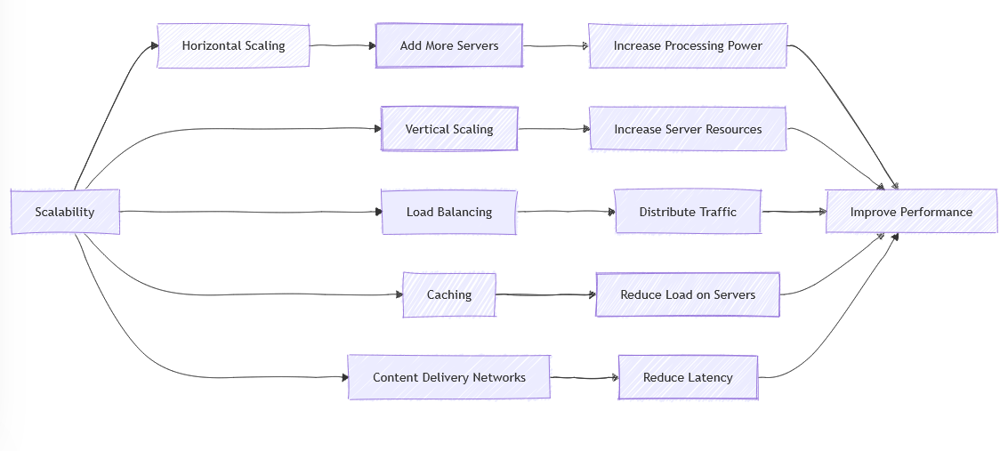 Horizontal Scaling
Add More Servers
Increase Processing Power
Vertical Scaling
Increase Server Resources
Scalability
Load Balancing
Distribute Traffic
Improve Performance
Caching
Reduce Load on Servers
Content Delivery Networks
Reduce Latency